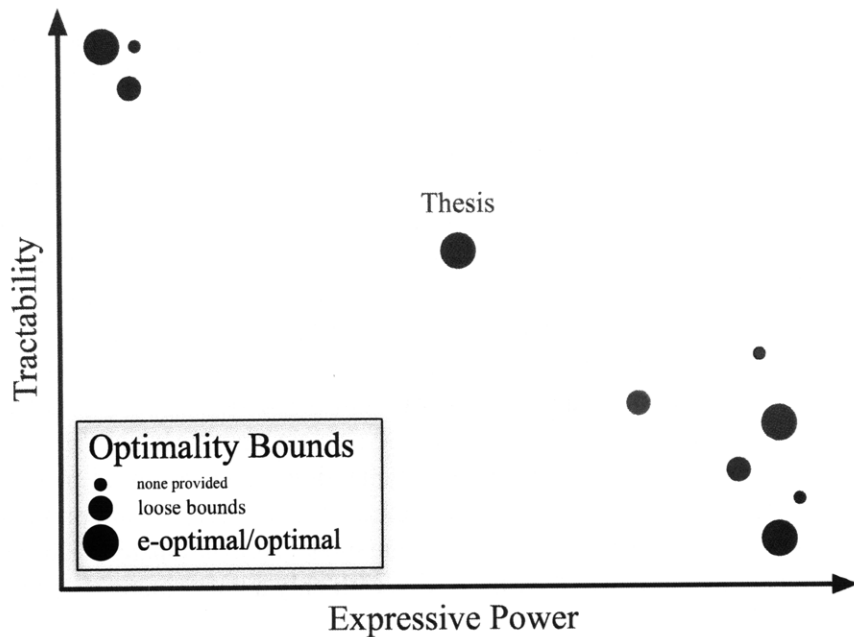 Thesis
Tractability
Optimality Bounds
none provided
loose bounds
e-optimal/optimal
Expressive Power